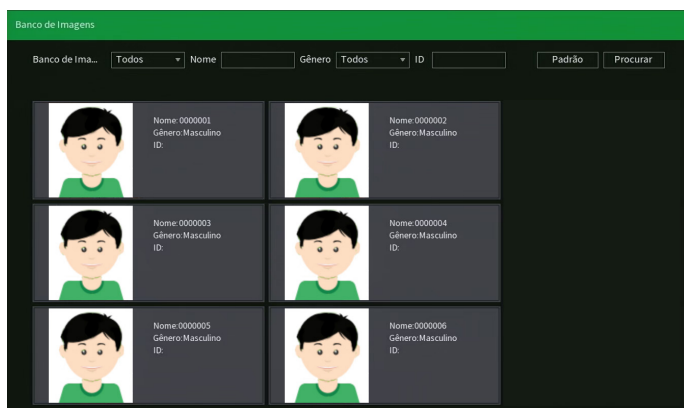 Banco de Imagens
Banco de Ima... Todos Nome Gênero Todos ID Padrão Procurar
Nome:0000001
Gênero:Masculino
ID:
Nome:0000002
Gênero:Masculino
ID:
Nome:0000003
Gênero:Masculino
ID:
Nome:0000004
Gênero:Masculino
ID:
Nome:0000005
Gênero:Masculino
ID:
Nome:0000006
Gênero:Masculino
ID: